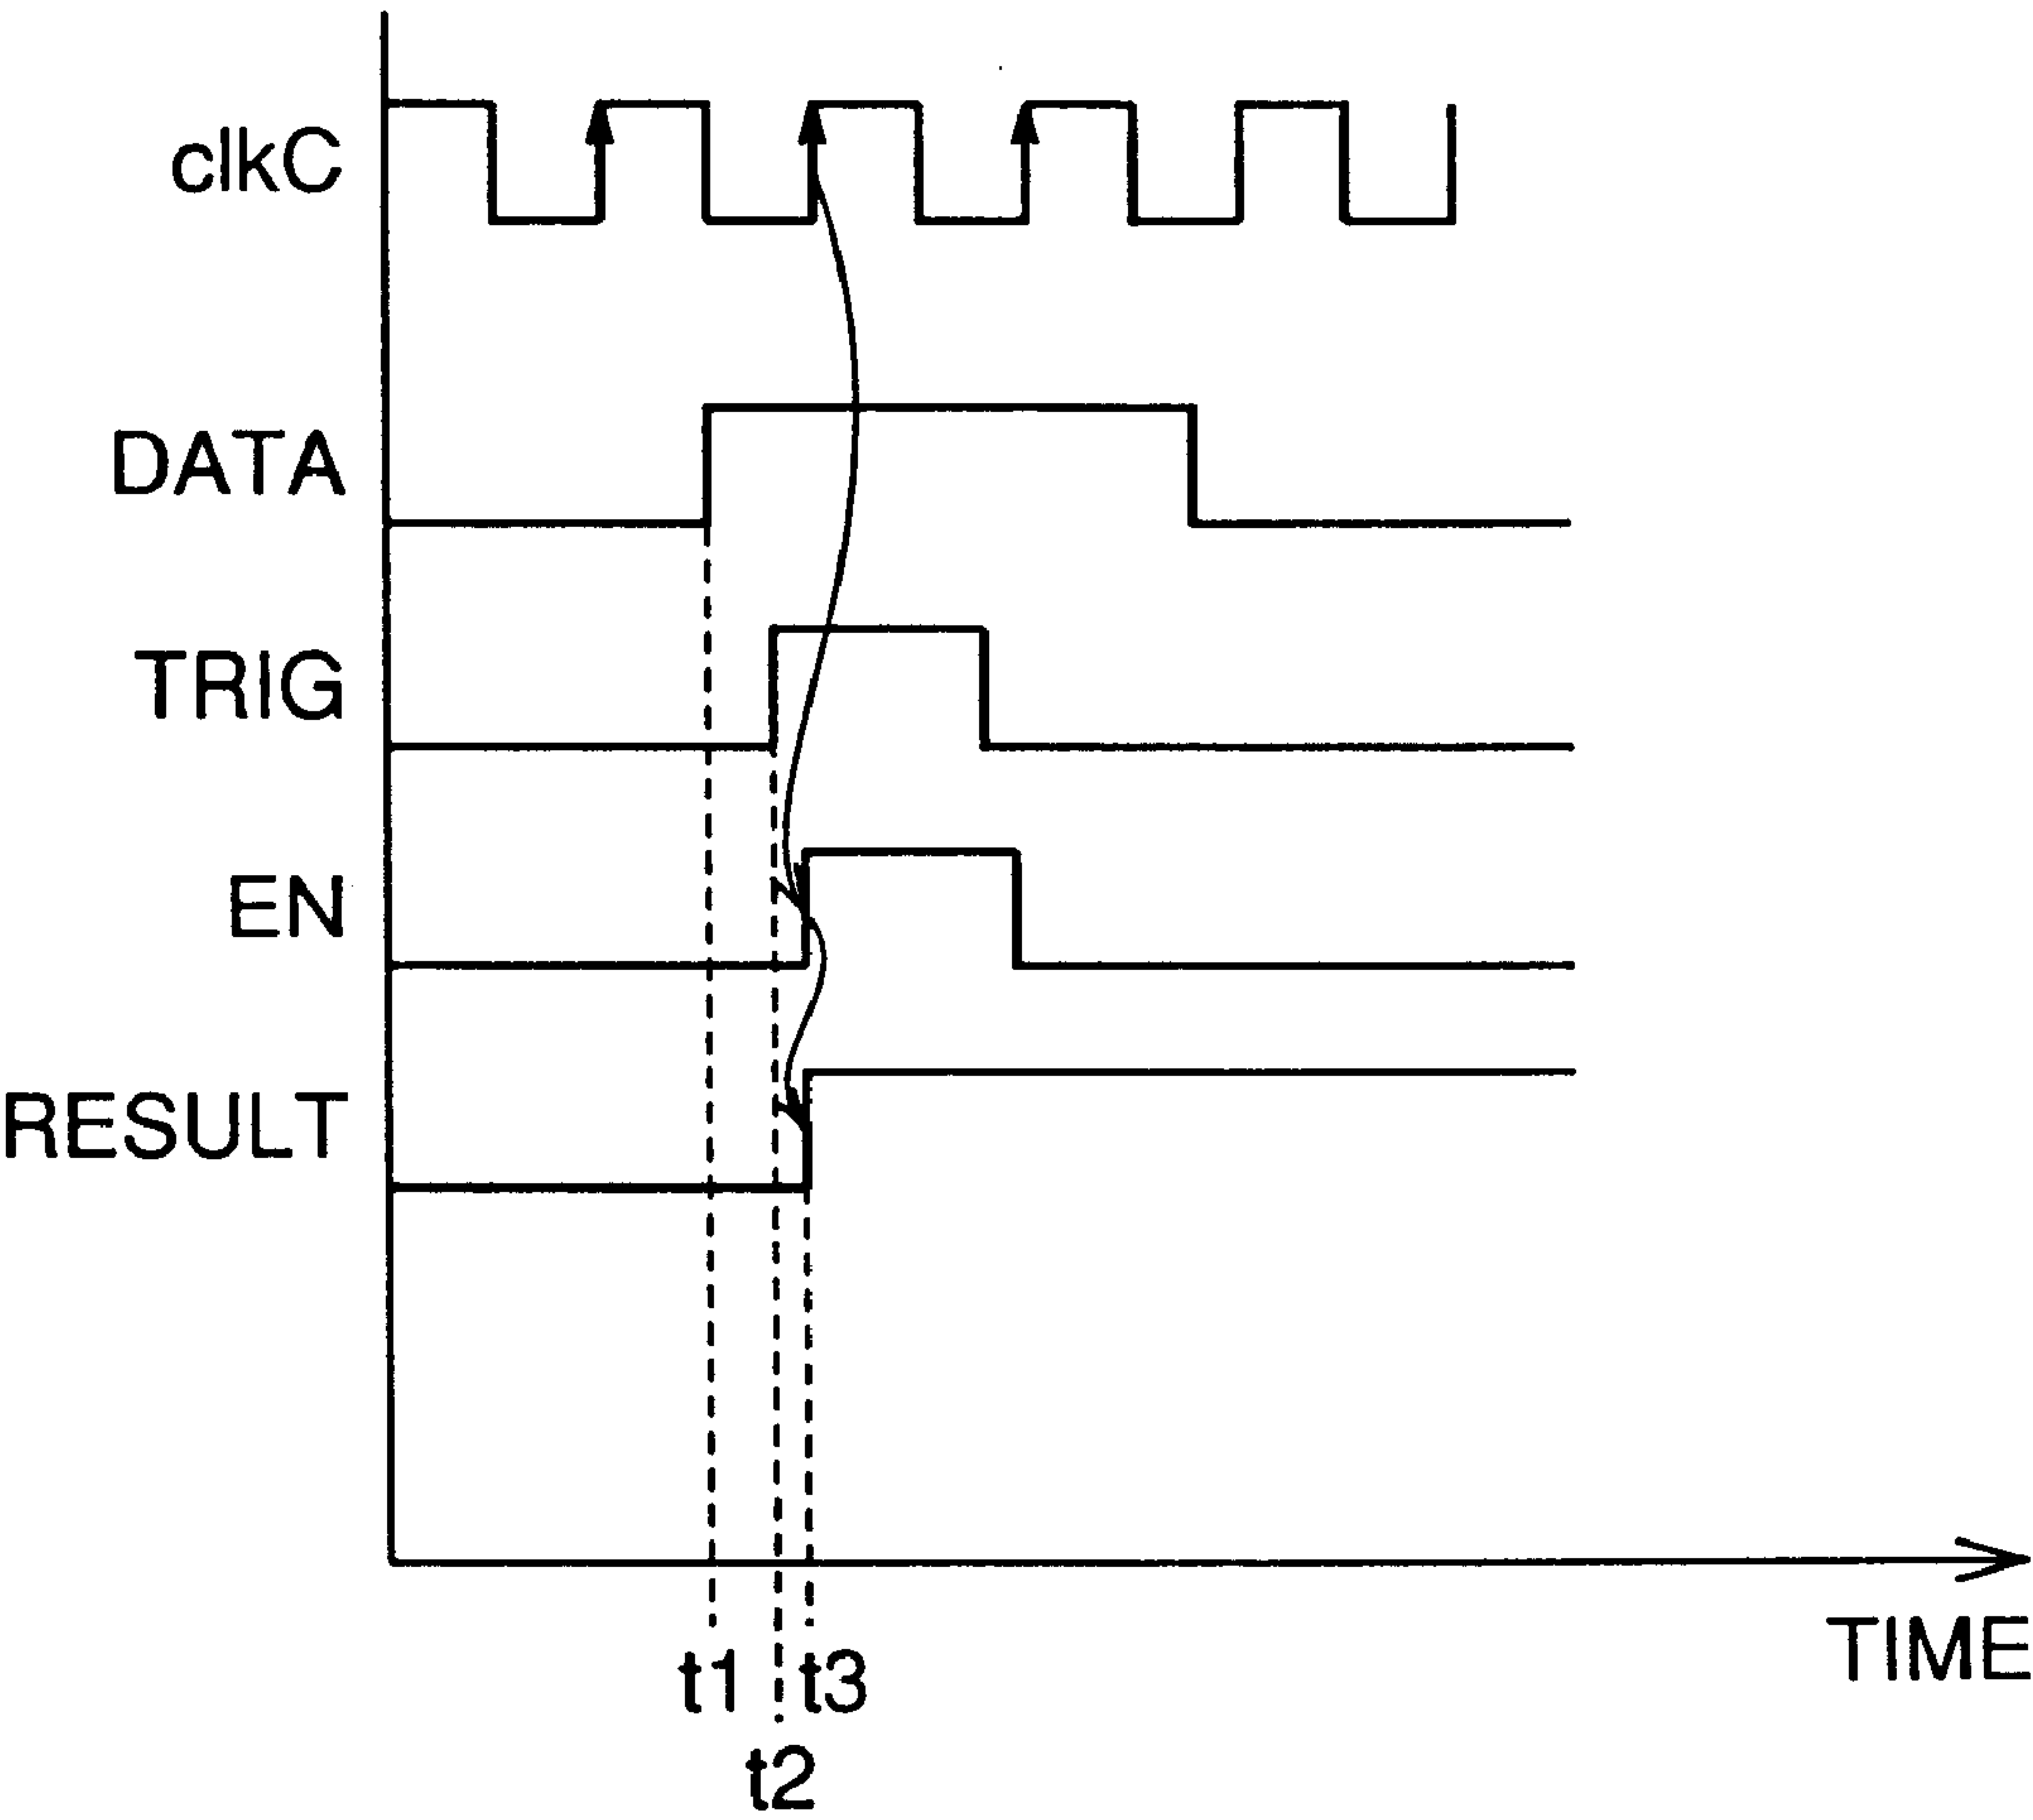 clkC
DATA
TRIG
EN
RESULT
TIME
t1 t3
t2